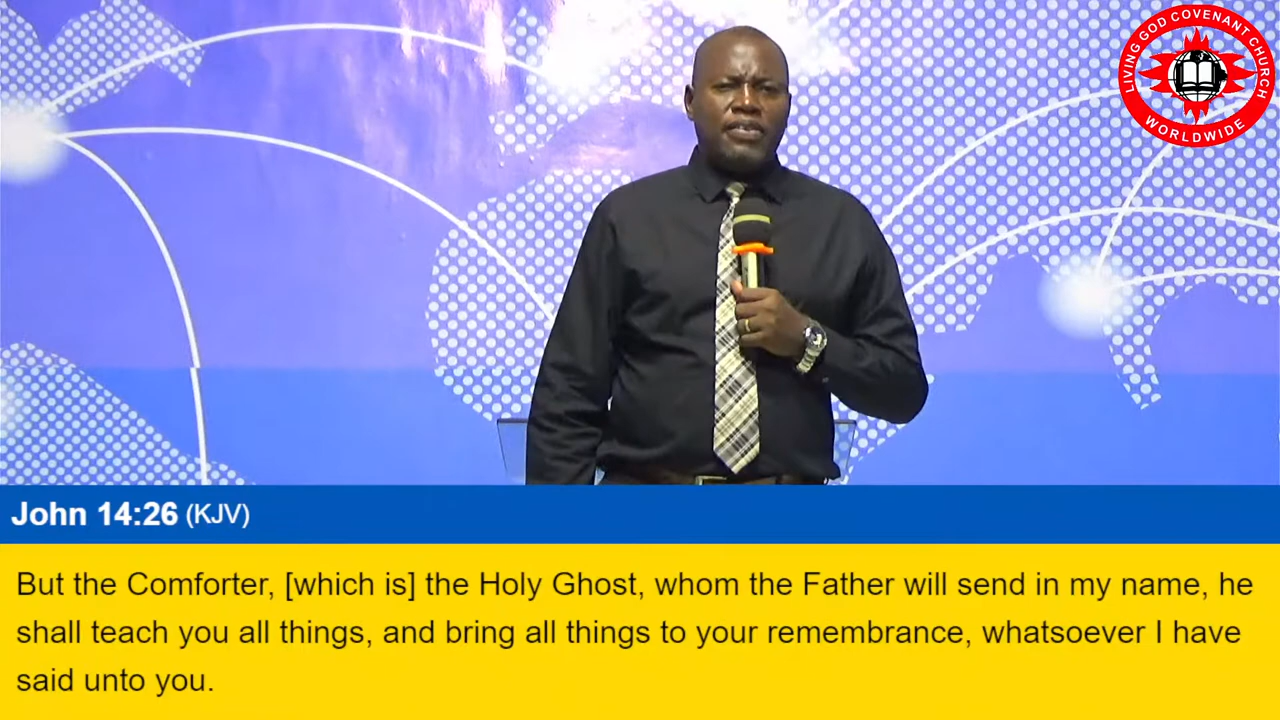 LIVING GOD COVENANT CHURCH
WORLDWIDE
John 14:26 (KJV)
But the Comforter, [which is] the Holy Ghost, whom the Father will send in my name, he
shall teach you all things, and bring all things to your remembrance, whatsoever I have
said unto you.